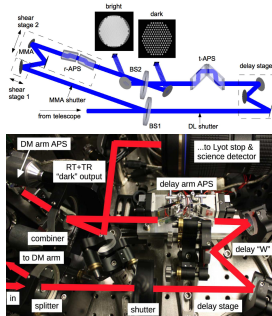 bright
dark
shear
stage 2
MMA
r-APS
BS2
t-APS
delay stage
shear
stage 1
MMA shutter
from telescope
BS1
DL shutter
DM arm APS
RT+TR
"dark" output
...to Lyot stop &
science detector
delay arm APS
combiner
to DM arm
delay "W"
in
splitter
shutter
delay stage